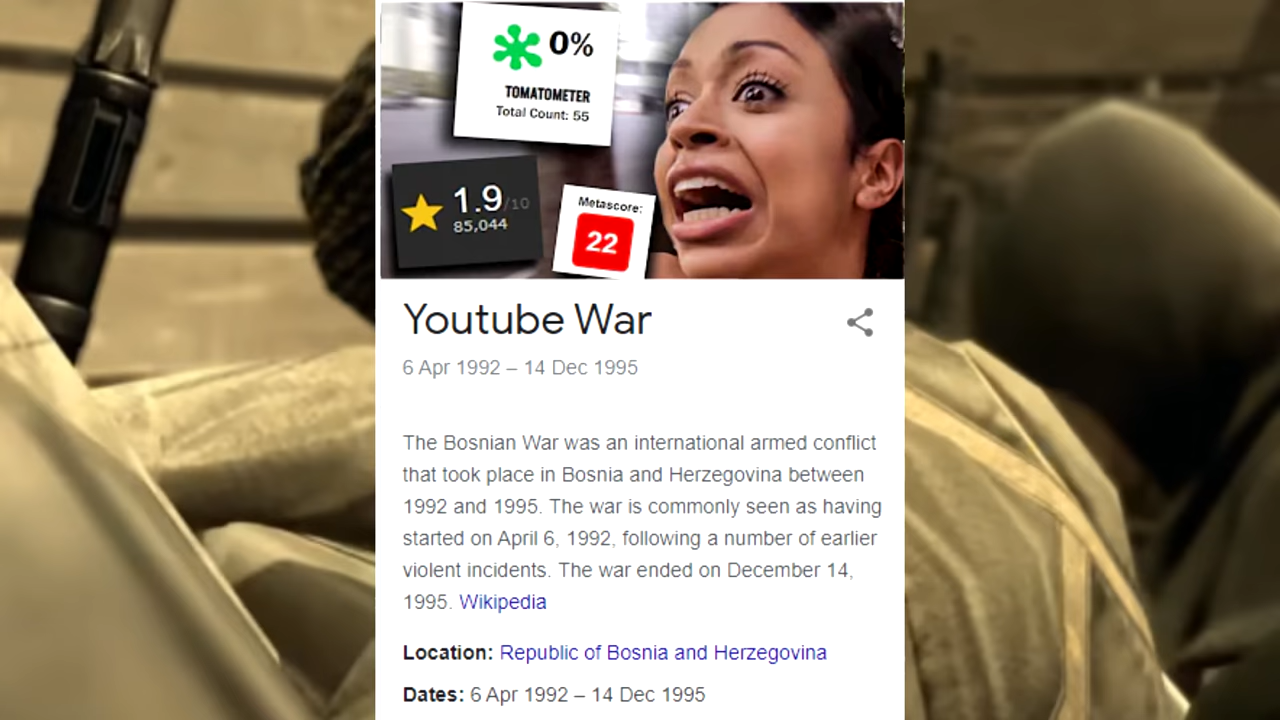 0%
TOMATOMETER
Total Count: 55
1.9/10
85,044
Metascore:
22
Youtube War
6 Apr 1992 – 14 Dec 1995
The Bosnian War was an international armed conflict
that took place in Bosnia and Herzegovina between
1992 and 1995. The war is commonly seen as having
started on April 6, 1992, following a number of earlier
violent incidents. The war ended on December 14,
1995. Wikipedia
Location: Republic of Bosnia and Herzegovina
Dates: 6 Apr 1992 – 14 Dec 1995